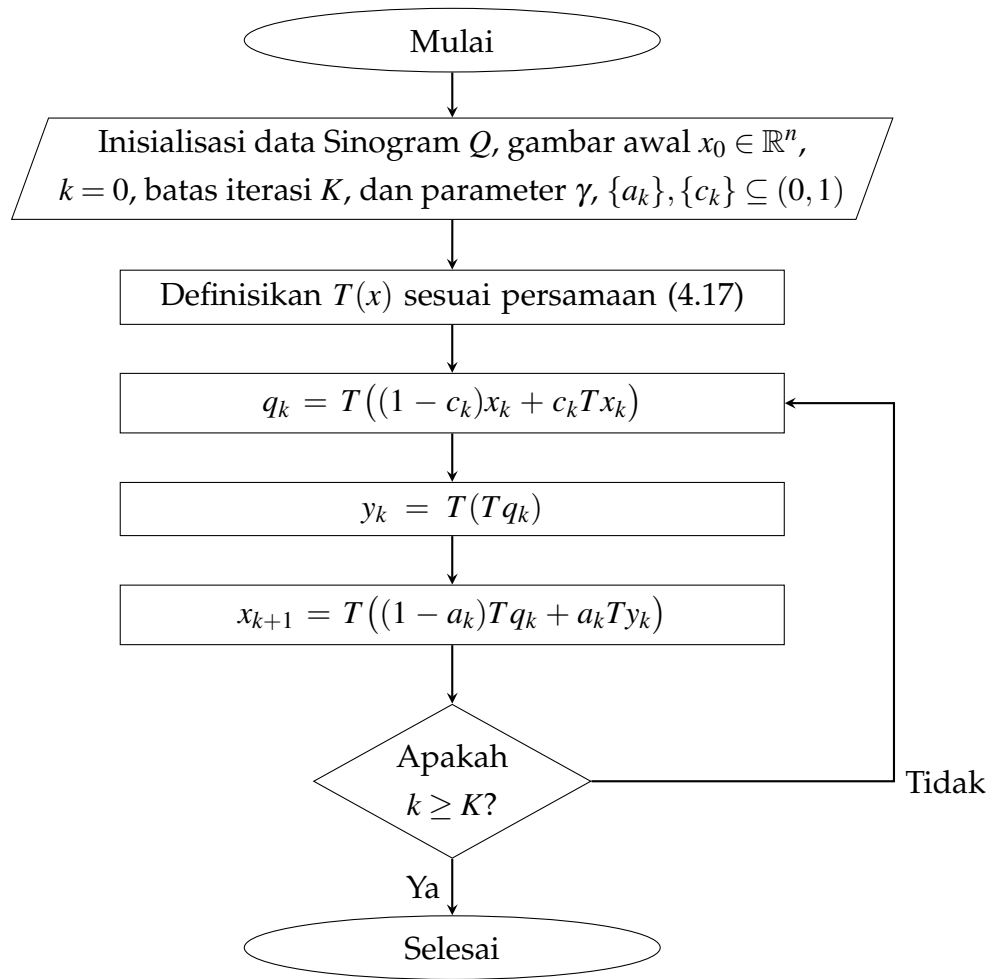 Mulai
Inisialisasi data Sinogram Q, gambar awal x₀ ∈ ℝⁿ,
k = 0, batas iterasi K, dan parameter γ, {aₖ}, {cₖ} ⊆ (0, 1)
Definisikan T(x) sesuai persamaan (4.17)
qₖ = T((1 − cₖ)xₖ + cₖTxₖ)
yₖ = T(Tqₖ)
xₖ₊₁ = T((1 − aₖ)Tqₖ + aₖTyₖ)
Apakah
k ≥ K?
Tidak
Ya
Selesai